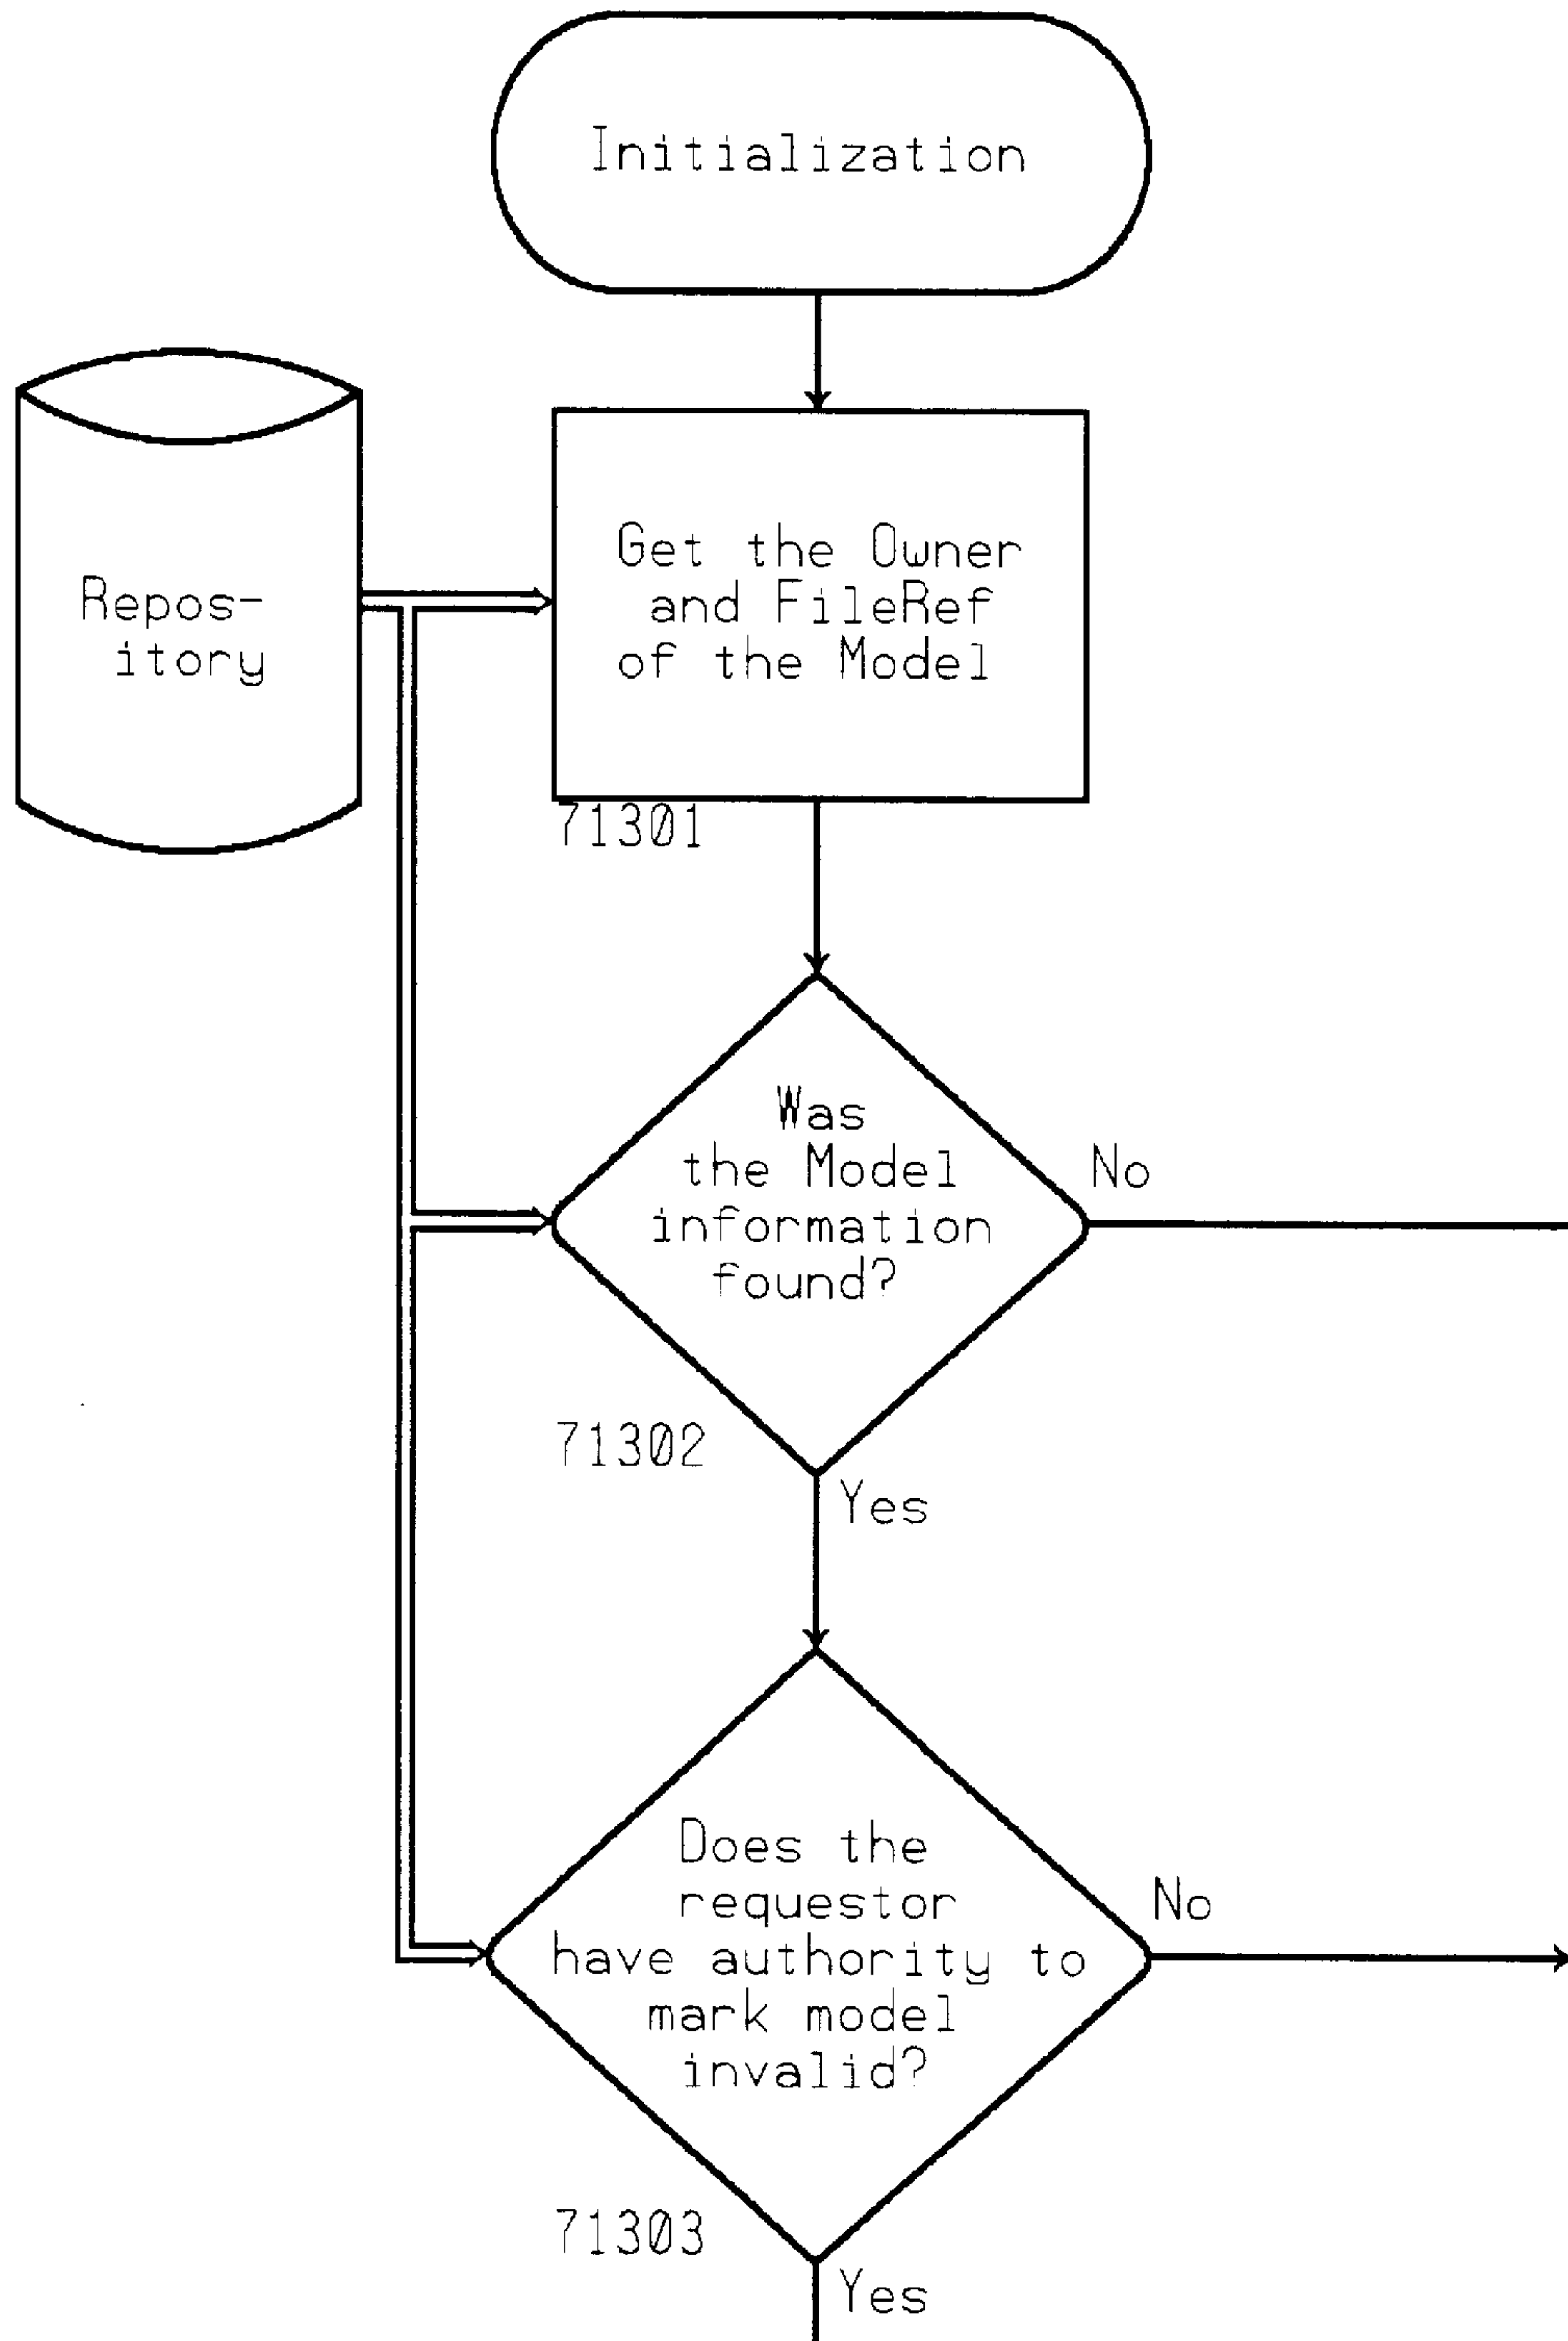 Initialization
Repos-
itory
Get the Owner
and FileRef
of the Model
71301
Was
the Model
information
found?
No
71302
Yes
Does the
requestor
have authority to
mark model
invalid?
No
71303
Yes